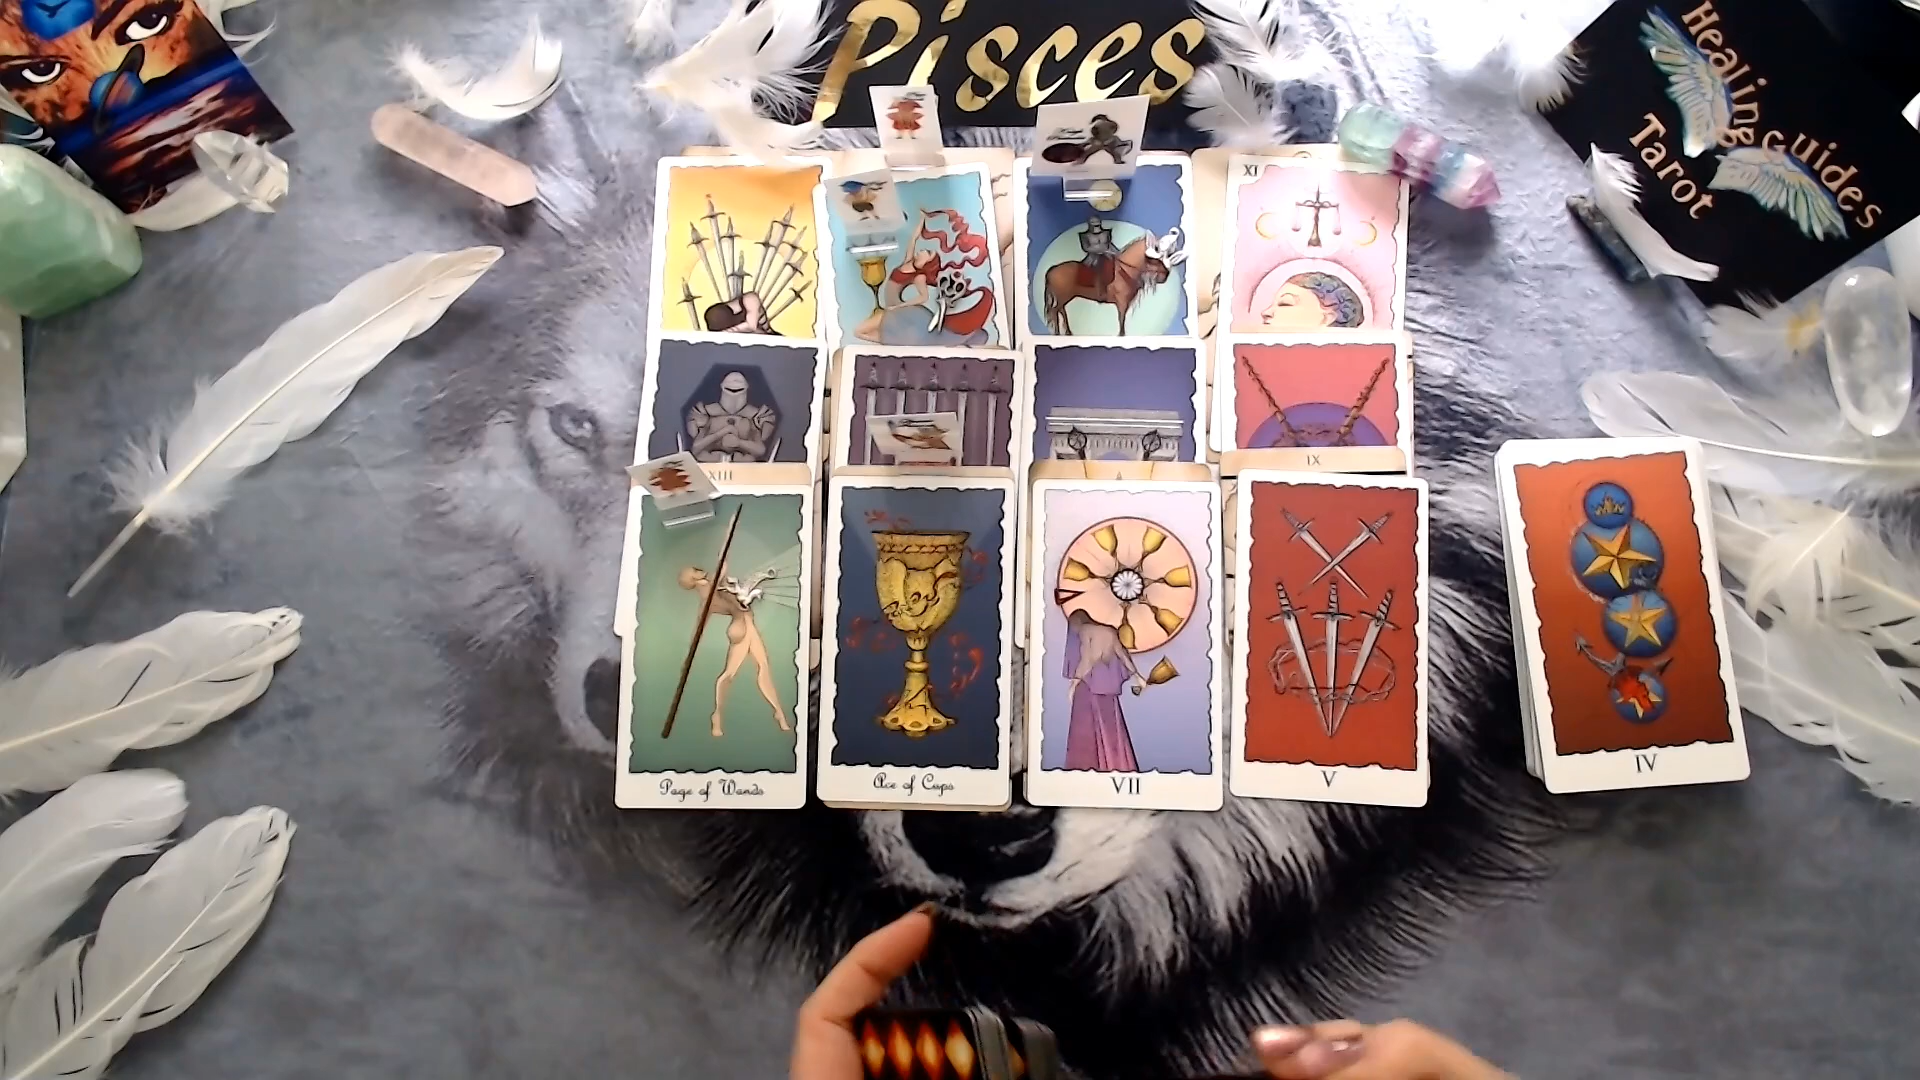 Pisces
Healing Guides
Tarot
XI
XIII
IX
Page of Wands
Ace of Cups
VII
V
IV